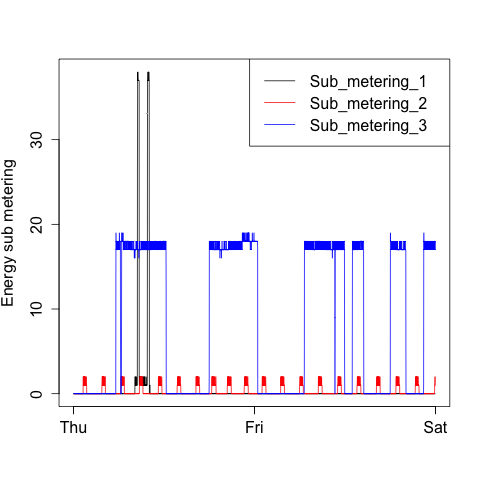 Sub_metering_1
Sub_metering_2
Sub_metering_3
Energy sub metering
30
20
10
0
Thu Fri Sat